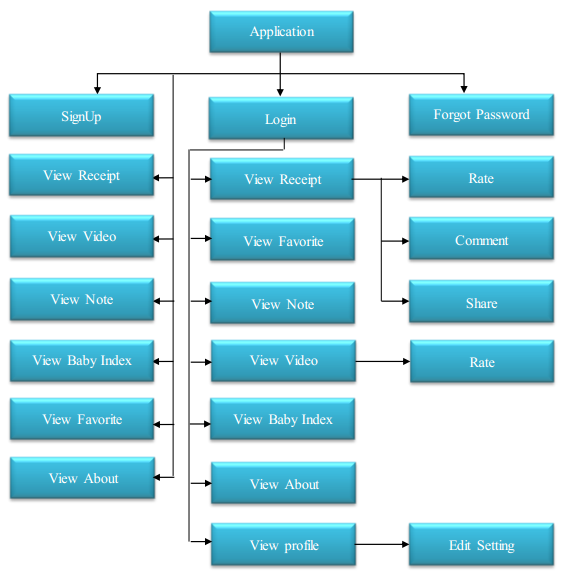 Application
SignUp
Login
Forgot Password
View Receipt
View Receipt
Rate
View Video
View Favorite
Comment
View Note
View Note
Share
View Baby Index
View Video
Rate
View Favorite
View Baby Index
View About
View About
View profile
Edit Setting